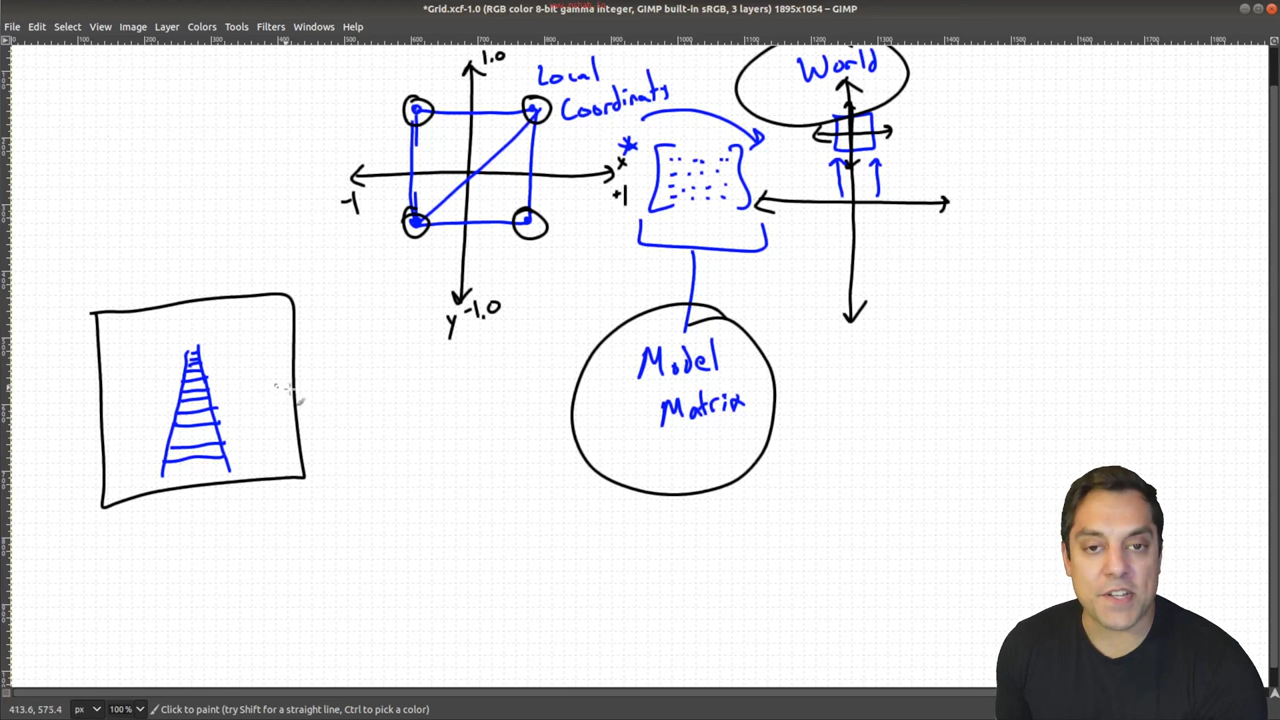 *Grid.xcf-1.0 (RGB color 8-bit gamma integer, GIMP built-in sRGB, 3 layers) 1895x1054 – GIMP
File Edit Select View Image Layer Colors Tools Filters Windows Help
1.0
Local
Coordinats
World
x
-1
+1
y -1.0
Model
Matrix
413.6, 575.4 px 100% Click to paint (try Shift for a straight line, Ctrl to pick a color)